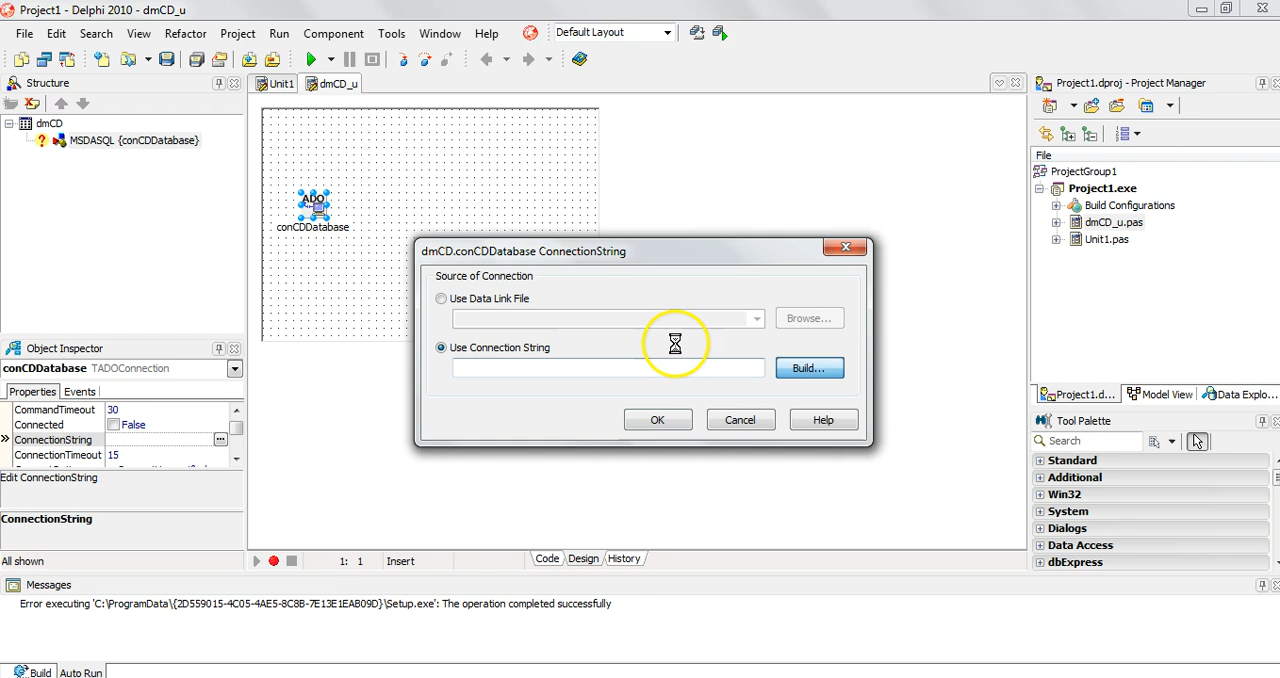 Project1 - Delphi 2010 - dmCD_u
File Edit Search View Refactor Project Run Component Tools Window Help Default Layout
Structure
dmCD
MSDASQL {conCDDatabase}
Unit1 dmCD_u
ADO
conCDDatabase
dmCD.conCDDatabase ConnectionString
Source of Connection
Use Data Link File
Browse...
Use Connection String
Build...
OK Cancel Help
Object Inspector
conCDDatabase TADOConnection
Properties Events
CommandTimeout 30
Connected False
ConnectionString
ConnectionTimeout 15
Edit ConnectionString
ConnectionString
All shown
1: 1 Insert
Code Design History
Project1.dproj - Project Manager
File
ProjectGroup1
Project1.exe
Build Configurations
dmCD_u.pas
Unit1.pas
Project1.d... Model View Data Explo...
Tool Palette
Search
Standard
Additional
Win32
System
Dialogs
Data Access
dbExpress
Messages
Error executing 'C:\ProgramData\{2D559015-4C05-4AE5-8C8B-7E13E1EAB09D}\Setup.exe': The operation completed successfully
Build Auto Run